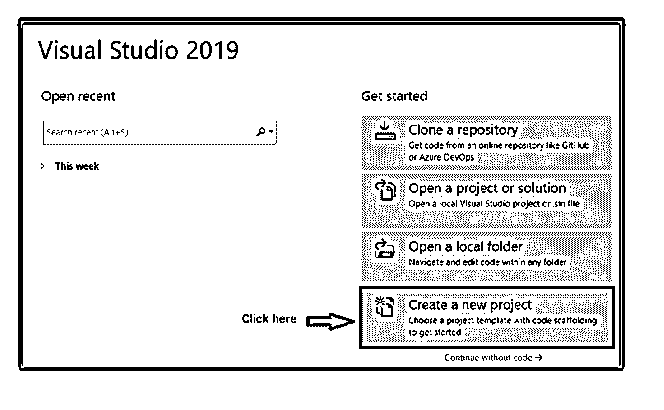 Visual Studio 2019
Open recent
Search recent (Alt+S)
This week
Get started
Clone a repository
Get code from an online repository like GitHub
or Azure DevOps
Open a project or solution
Open a local Visual Studio project or .sln file
Open a local folder
Navigate and edit code within any folder
Click here
Create a new project
Choose a project template with code scaffolding
to get started
Continue without code →